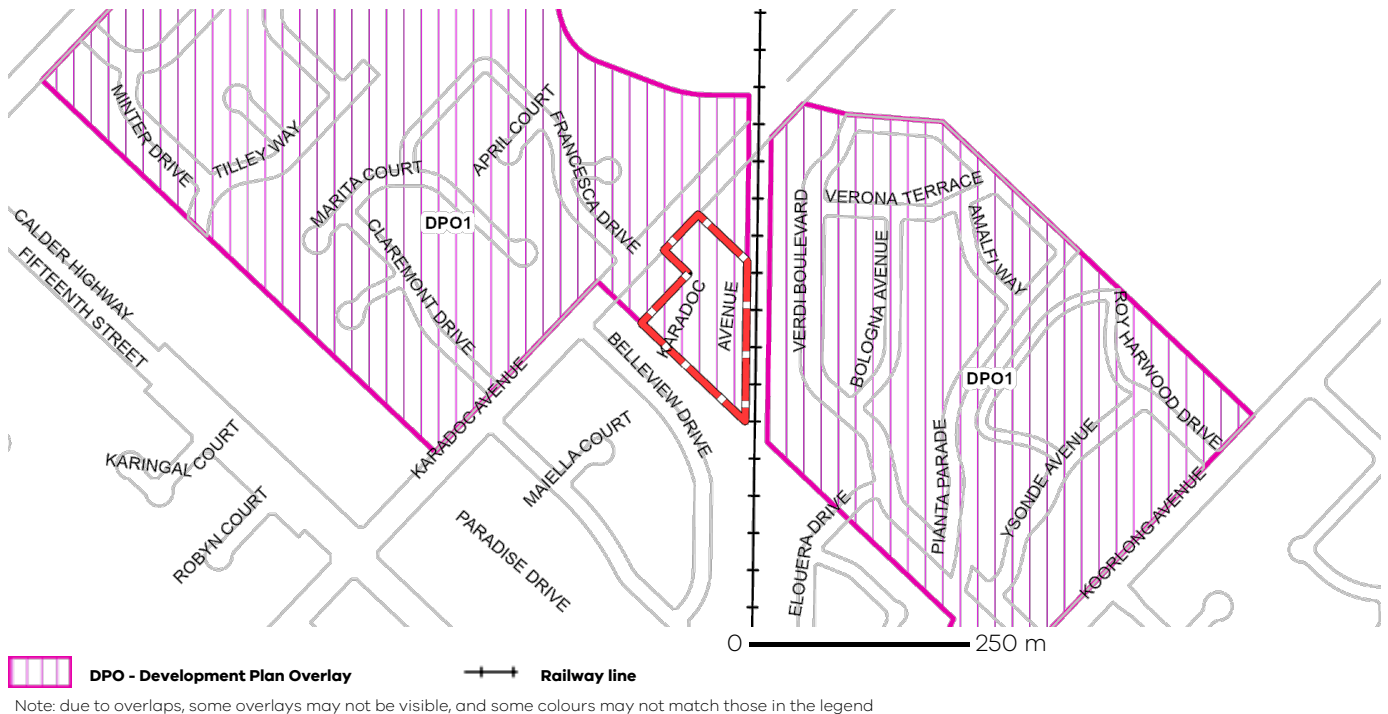 MINTER DRIVE
TILLEY WAY
MARITA COURT
APRIL COURT
FRANCESCA DRIVE
DPO1
CLAREMONT DRIVE
CALDER HIGHWAY
FIFTEENTH STREET
KARADOC AVENUE
KARADOC AVENUE
BELLEVIEW DRIVE
MAIELLA COURT
PARADISE DRIVE
KARINGAL COURT
ROBYN COURT
VERONA TERRACE
VERDI BOULEVARD
BOLOGNA AVENUE
AMALFI WAY
ROY HARWOOD DRIVE
DPO1
PIANTA PARADE
YSONDE AVENUE
ELOUERA DRIVE
KOORLONG AVENUE
0 250 m
DPO - Development Plan Overlay Railway line
Note: due to overlaps, some overlays may not be visible, and some colours may not match those in the legend